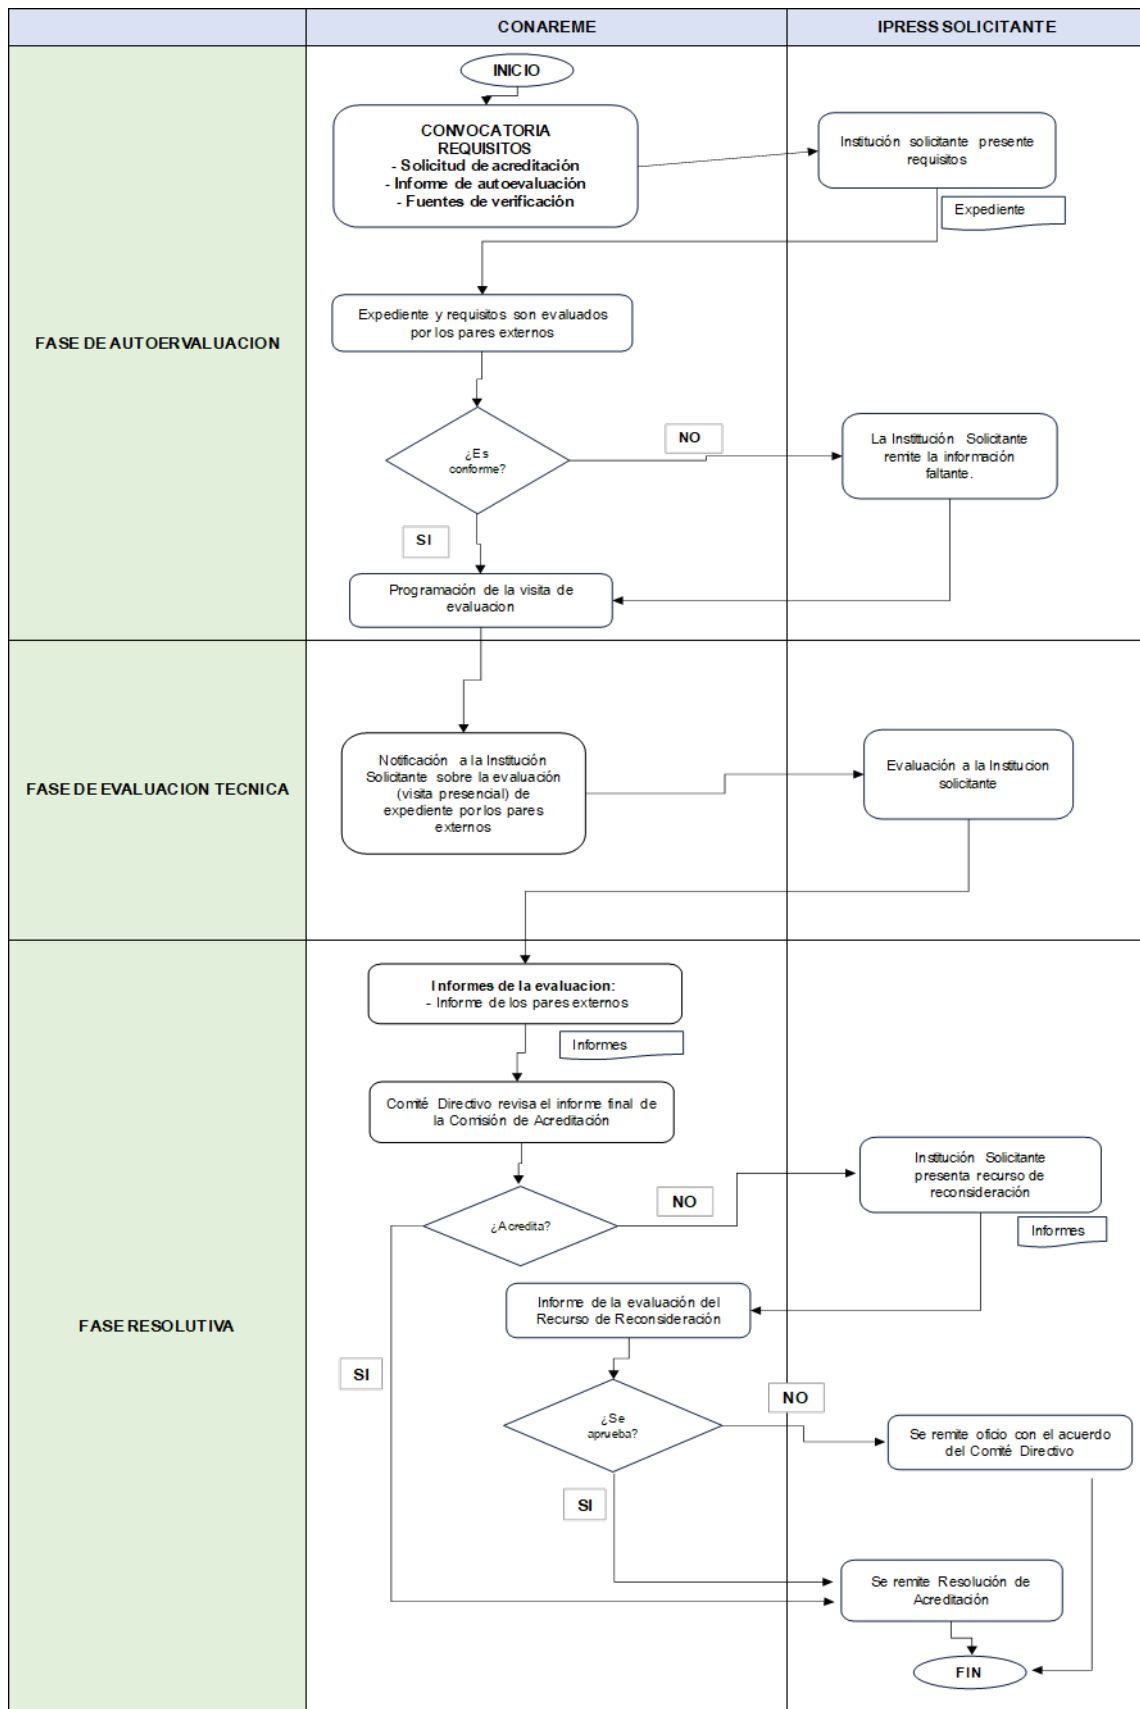 CONAREME
IPRESS SOLICITANTE
FASE DE AUTOERVALUACION
INICIO
CONVOCATORIA
REQUISITOS
- Solicitud de acreditación
- Informe de autoevaluación
- Fuentes de verificación
Institución solicitante presente
requisitos
Expediente
Expediente y requisitos son evaluados
por los pares externos
¿Es
conforme?
NO
La Institución Solicitante
remite la información
faltante.
SI
Programación de la visita de
evaluacion
FASE DE EVALUACION TECNICA
Notificación a la Institución
Solicitante sobre la evaluación
(visita presencial) de
expediente por los pares
externos
Evaluación a la Institucion
solicitante
FASE RESOLUTIVA
Informes de la evaluacion:
- Informe de los pares externos
Informes
Comité Directivo revisa el informe final de
la Comisión de Acreditación
¿Acredita?
NO
Institución Solicitante
presenta recurso de
reconsideración
Informes
Informe de la evaluación del
Recurso de Reconsideración
SI
¿Se
aprueba?
NO
Se remite oficio con el acuerdo
del Comité Directivo
SI
Se remite Resolución de
Acreditación
FIN